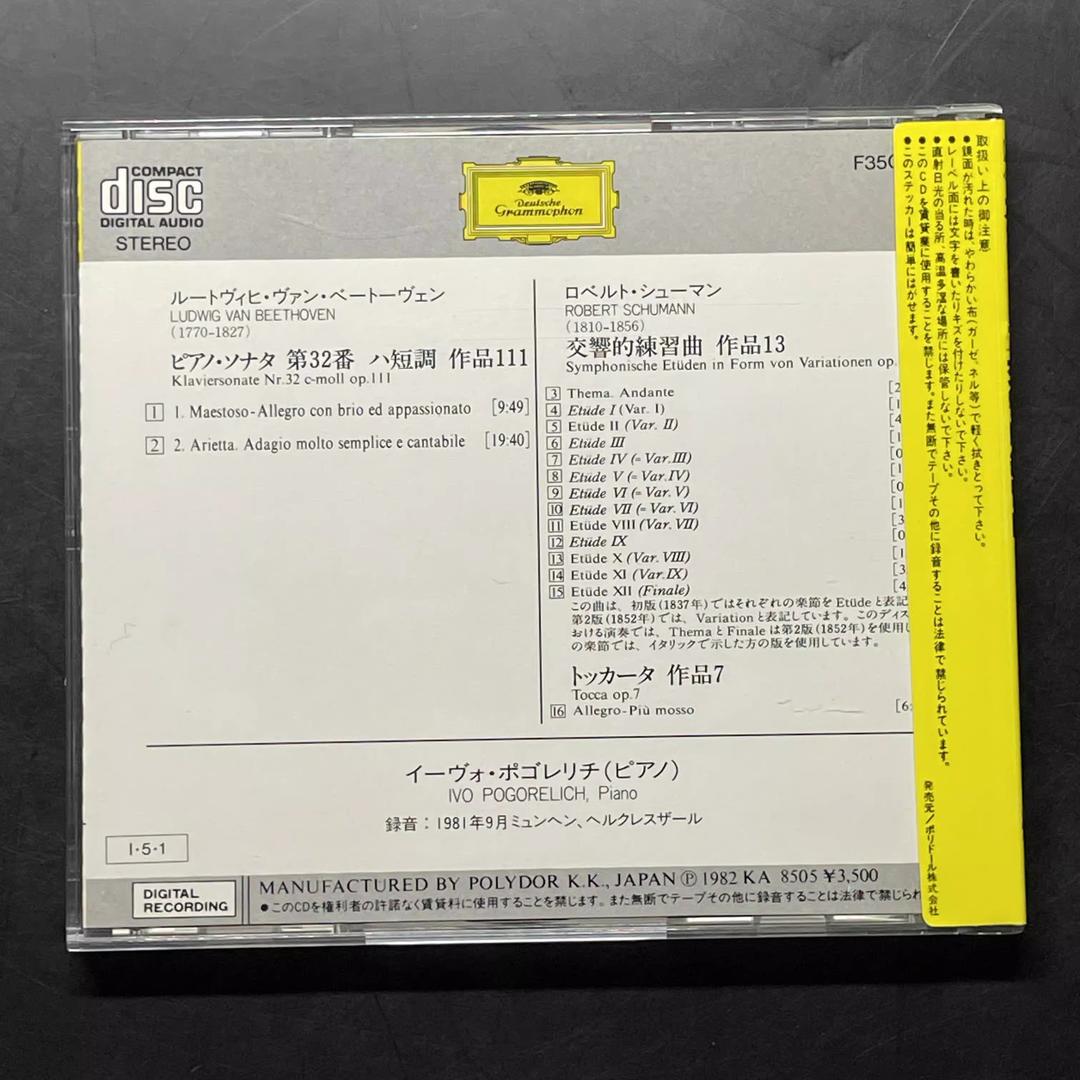 COMPACT
disc
DIGITAL AUDIO
STEREO
Deutsche
Grammophon
F35
ルートヴィヒ・ヴァン・ベートーヴェン
LUDWIG VAN BEETHOVEN
(1770-1827)
ピアノ・ソナタ 第32番 ハ短調 作品111
Klaviersonate Nr.32 c-moll op.111
1 1. Maestoso-Allegro con brio ed appassionato [9:49]
2 2. Arietta. Adagio molto semplice e cantabile [19:40]
ロベルト・シューマン
ROBERT SCHUMANN
(1810-1856)
交響的練習曲 作品13
Symphonische Etüden in Form von Variationen op.
3 Thema. Andante [2
4 Etüde I (Var. I) [1
5 Etüde II (Var. II) [4
6 Etüde III [1
7 Etüde IV (=Var.III) [0
8 Etüde V (=Var.IV) [1
9 Etüde VI (=Var. V) [0
10 Etüde VII (=Var. VI) [1
11 Etüde VIII (Var. VII) [3
12 Etüde IX [0
13 Etüde X (Var. VIII) [1
14 Etüde XI (Var.IX) [3
15 Etüde XII (Finale) [4
この曲は、初版(1837年)ではそれぞれの楽節をEtüdeと表記
第2版(1852年)では、Variationと表記しています。このディス
おける演奏では、ThemaとFinaleは第2版(1852年)を使用し
の楽節では、イタリックで示した方の版を使用しています。
トッカータ 作品7
Tocca op.7
16 Allegro-Più mosso [6:
イーヴォ・ポゴレリチ(ピアノ)
IVO POGORELICH, Piano
録音：1981年9月ミュンヘン、ヘルクレスザール
I・5・1
DIGITAL
RECORDING
MANUFACTURED BY POLYDOR K.K., JAPAN Ⓟ 1982 KA 8505 ¥3,500
●このCDを権利者の許諾なく賃貸料に使用することを禁じます。また無断でテープその他に録音することは法律で禁じられ
取扱い上の御注意
●鏡面が汚れた時は、やわらかい布(ガーゼ、ネル等)で軽く拭きとって下さい。
●レーベル面には文字を書いたりキズを付けたりしないで下さい。
●直射日光の当る所、高温多湿な場所には保管しないで下さい。
●このCDを賃貸業に使用することを禁じます。また無断でテープその他に録音することは法律で禁じられています。
●このステッカーは簡単にはがせます。
発売元/ポリドール株式会社